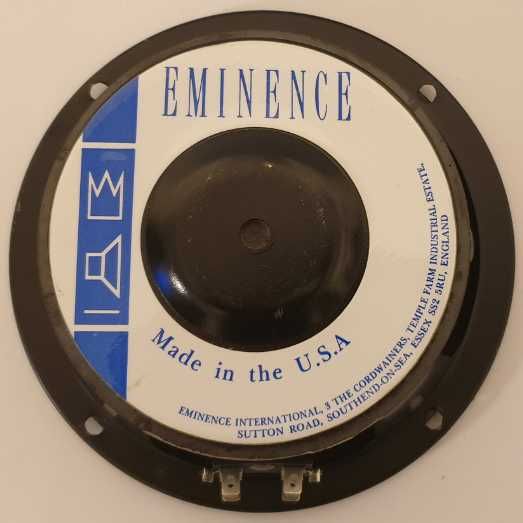 EMINENCE
Made in the U.S.A
EMINENCE INTERNATIONAL, 3 THE CORDWAINERS, TEMPLE FARM INDUSTRIAL ESTATE,
SUTTON ROAD, SOUTHEND-ON-SEA, ESSEX SS2 5RU, ENGLAND